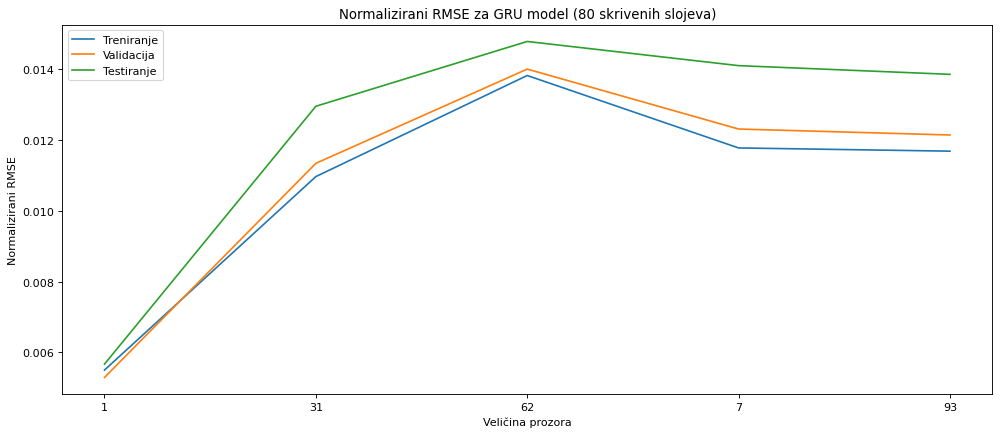 Normalizirani RMSE za GRU model (80 skrivenih slojeva)
Treniranje
Validacija
Testiranje
Normalizirani RMSE
0.014
0.012
0.010
0.008
0.006
1
31
62
7
93
Veličina prozora